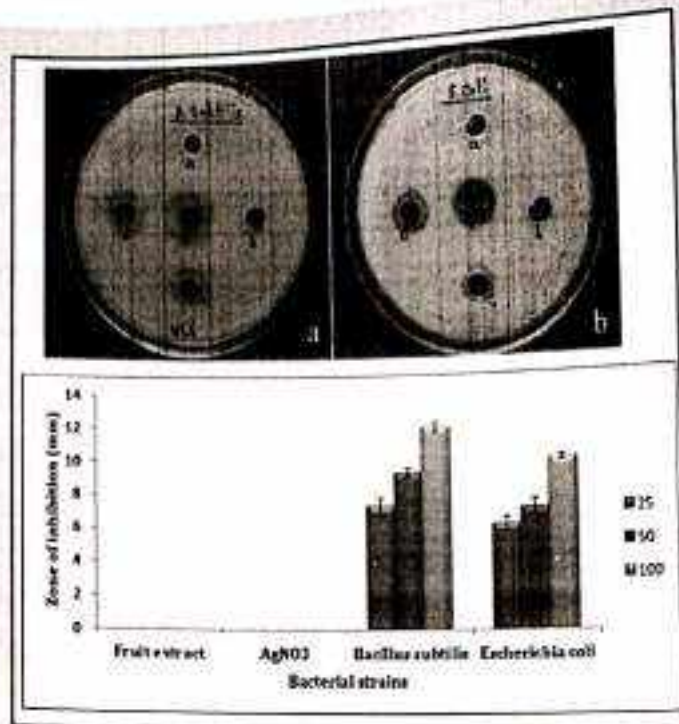 E.coli
a b
14
12
10
8
6
4
2
0
Zone of inhibition (mm)
Fruit extract AgNO3 Bacillus subtilis Escherichia coli
Bacterial strains
25
50
100